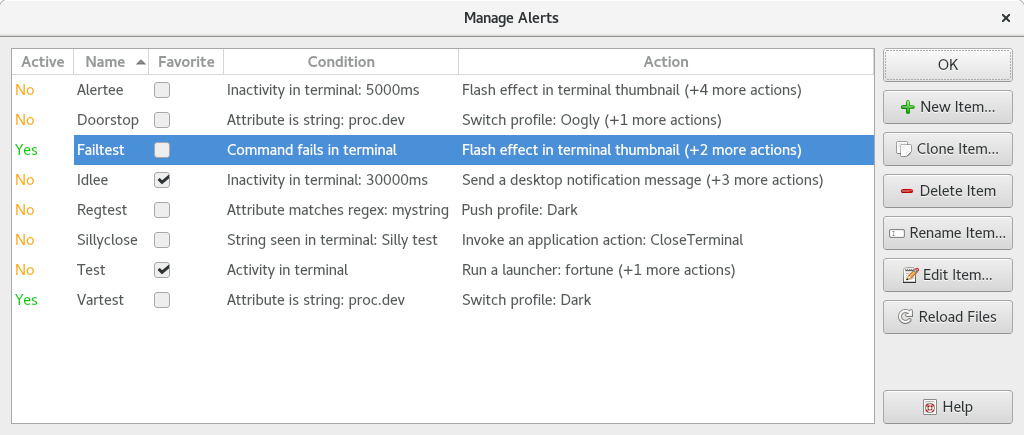 Manage Alerts
Active Name Favorite Condition Action
No Alertee Inactivity in terminal: 5000ms Flash effect in terminal thumbnail (+4 more actions)
No Doorstop Attribute is string: proc.dev Switch profile: Oogly (+1 more actions)
Yes Failtest Command fails in terminal Flash effect in terminal thumbnail (+2 more actions)
No Idlee Inactivity in terminal: 30000ms Send a desktop notification message (+3 more actions)
No Regtest Attribute matches regex: mystring Push profile: Dark
No Sillyclose String seen in terminal: Silly test Invoke an application action: CloseTerminal
No Test Activity in terminal Run a launcher: fortune (+1 more actions)
Yes Vartest Attribute is string: proc.dev Switch profile: Dark
OK
New Item...
Clone Item...
Delete Item
Rename Item...
Edit Item...
Reload Files
Help